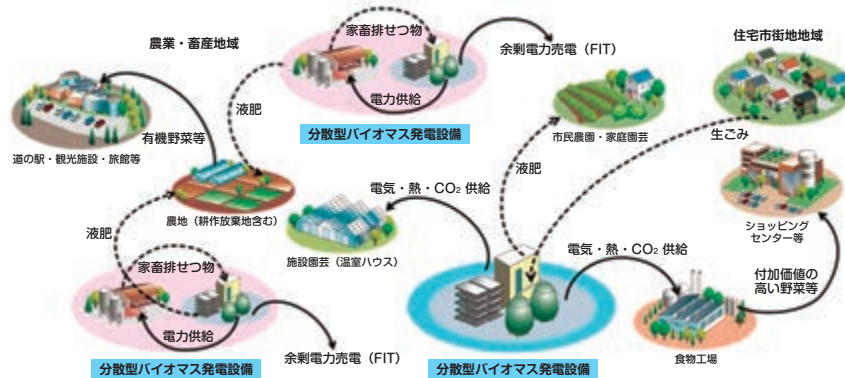 家畜排せつ物
農業・畜産地域
余剰電力売電（FIT）
住宅市街地地域
電力供給
液肥
分散型バイオマス発電設備
有機野菜等
道の駅・観光施設・旅館等
市民農園・家庭園芸
生ごみ
液肥
電気・熱・CO₂ 供給
農地（耕作放棄地含む）
ショッピング
センター等
液肥
施設園芸（温室ハウス）
電気・熱・CO₂ 供給
家畜排せつ物
付加価値の
高い野菜等
電力供給
食物工場
余剰電力売電（FIT）
分散型バイオマス発電設備
分散型バイオマス発電設備